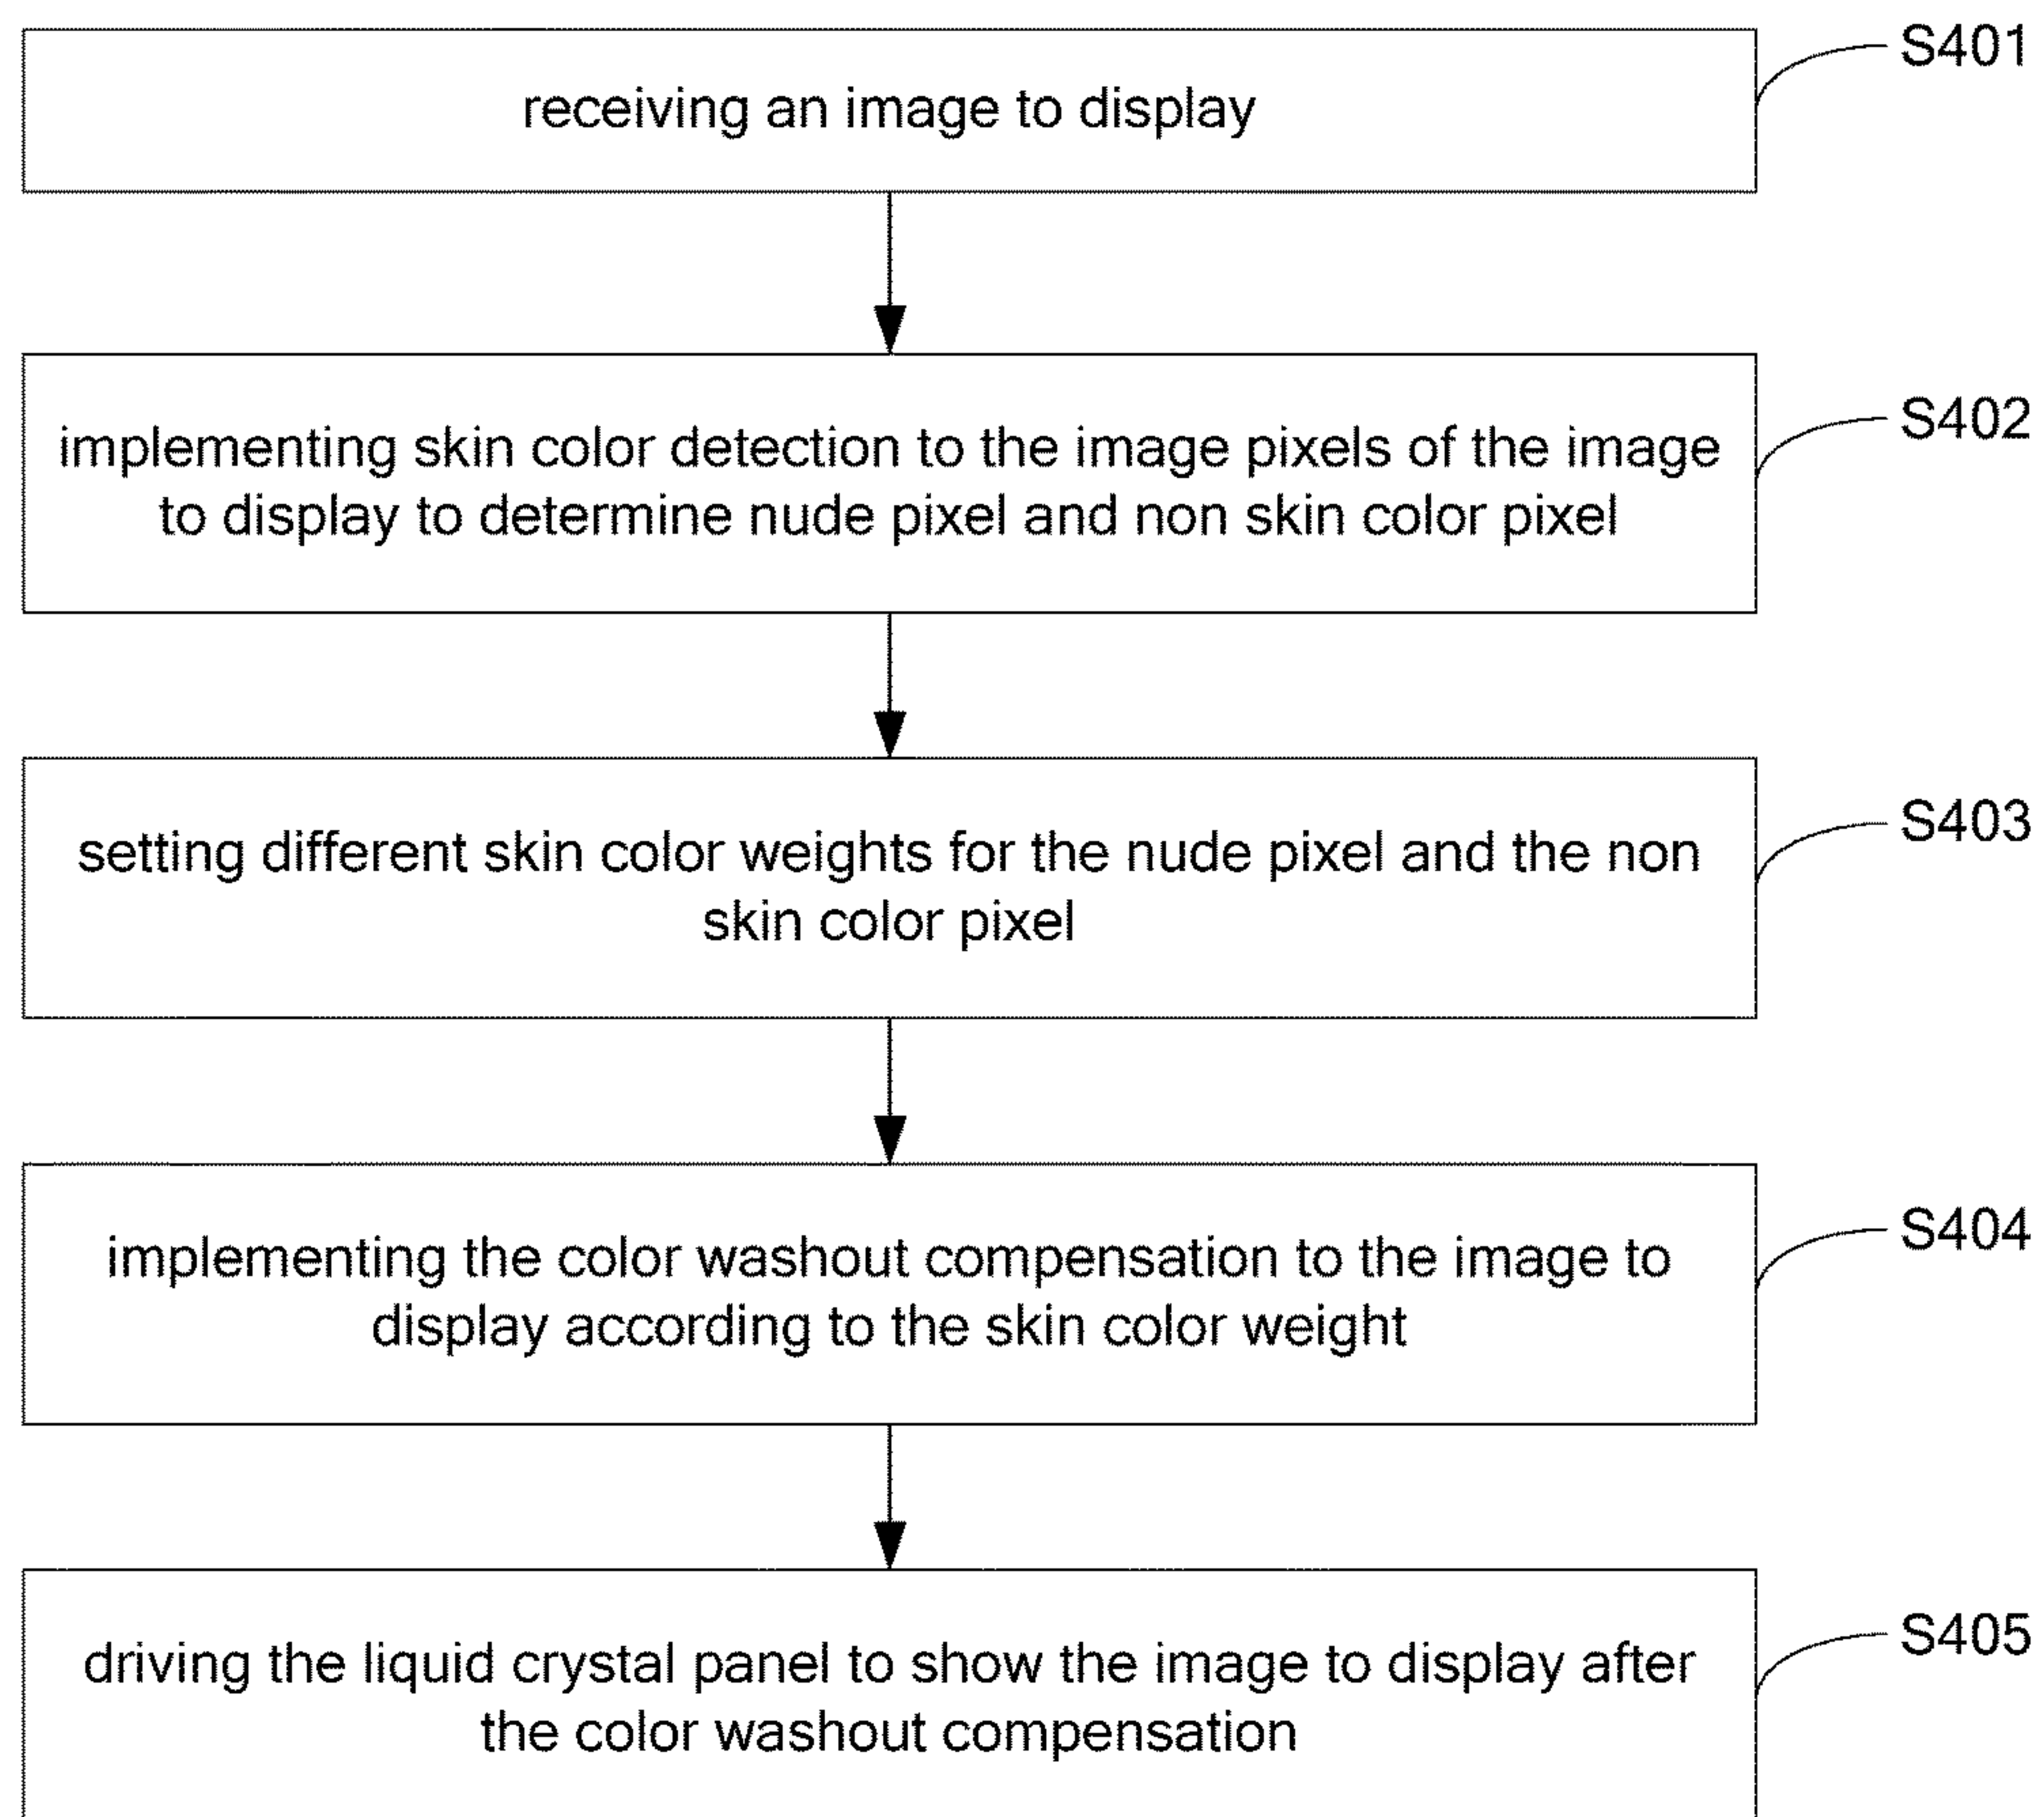 S401
receiving an image to display
S402
implementing skin color detection to the image pixels of the image
to display to determine nude pixel and non skin color pixel
S403
setting different skin color weights for the nude pixel and the non
skin color pixel
S404
implementing the color washout compensation to the image to
display according to the skin color weight
S405
driving the liquid crystal panel to show the image to display after
the color washout compensation